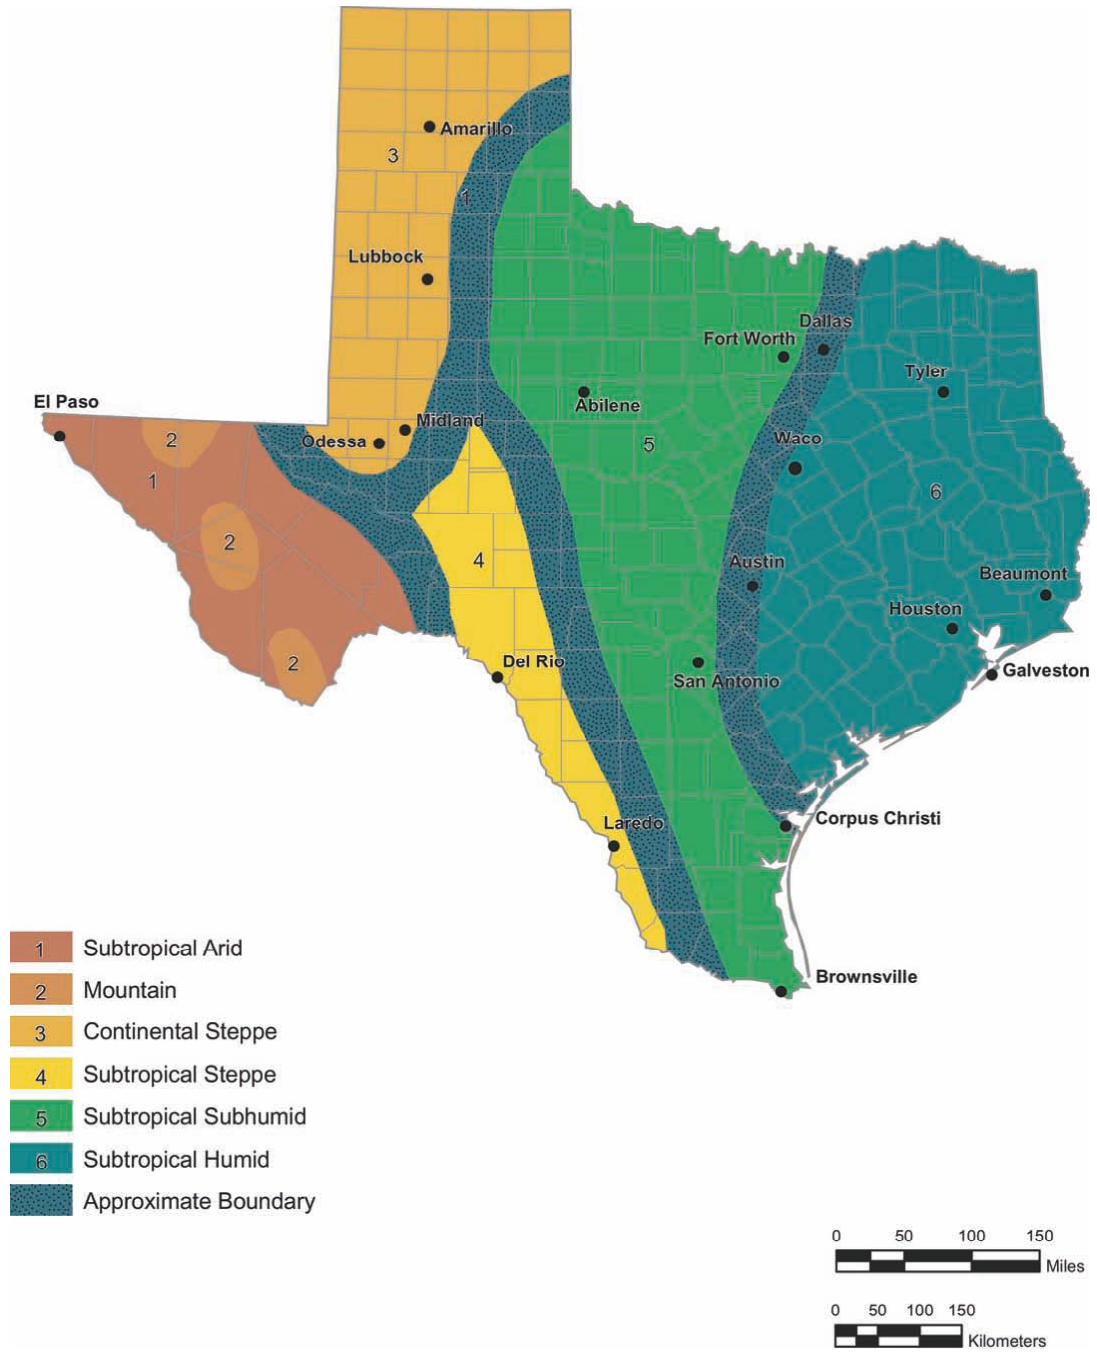 Amarillo
3
1
Lubbock
Dallas
Fort Worth
Tyler
El Paso
Abilene
Midland
2
Odessa
Waco
5
1
6
2
4
Austin
Beaumont
Houston
2
Del Rio
San Antonio
Galveston
Laredo
Corpus Christi
Brownsville
1 Subtropical Arid
2 Mountain
3 Continental Steppe
4 Subtropical Steppe
5 Subtropical Subhumid
6 Subtropical Humid
Approximate Boundary
0 50 100 150
Miles
0 50 100 150
Kilometers